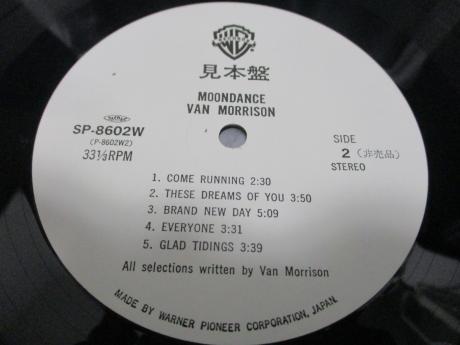 見本盤
MOONDANCE
VAN MORRISON
SP-8602W
(P-8602W2)
33⅓RPM
SIDE
2 (非売品)
STEREO
1. COME RUNNING 2:30
2. THESE DREAMS OF YOU 3:50
3. BRAND NEW DAY 5:09
4. EVERYONE 3:31
5. GLAD TIDINGS 3:39
All selections written by Van Morrison
MADE BY WARNER PIONEER CORPORATION, JAPAN.